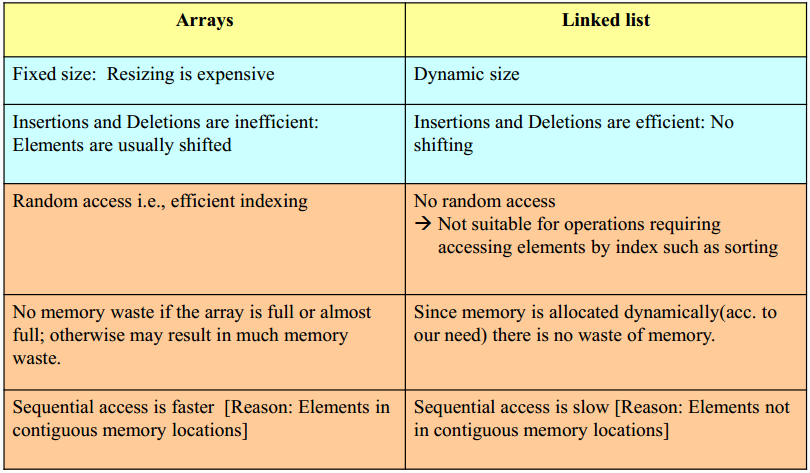 Arrays
Linked list
Fixed size:  Resizing is expensive
Dynamic size
Insertions and Deletions are inefficient:
Elements are usually shifted
Insertions and Deletions are efficient: No
shifting
Random access i.e., efficient indexing
No random access
→ Not suitable for operations requiring
accessing elements by index such as sorting
No memory waste if the array is full or almost
full; otherwise may result in much memory
waste.
Since memory is allocated dynamically(acc. to
our need) there is no waste of memory.
Sequential access is faster  [Reason: Elements in
contiguous memory locations]
Sequential access is slow [Reason: Elements not
in contiguous memory locations]